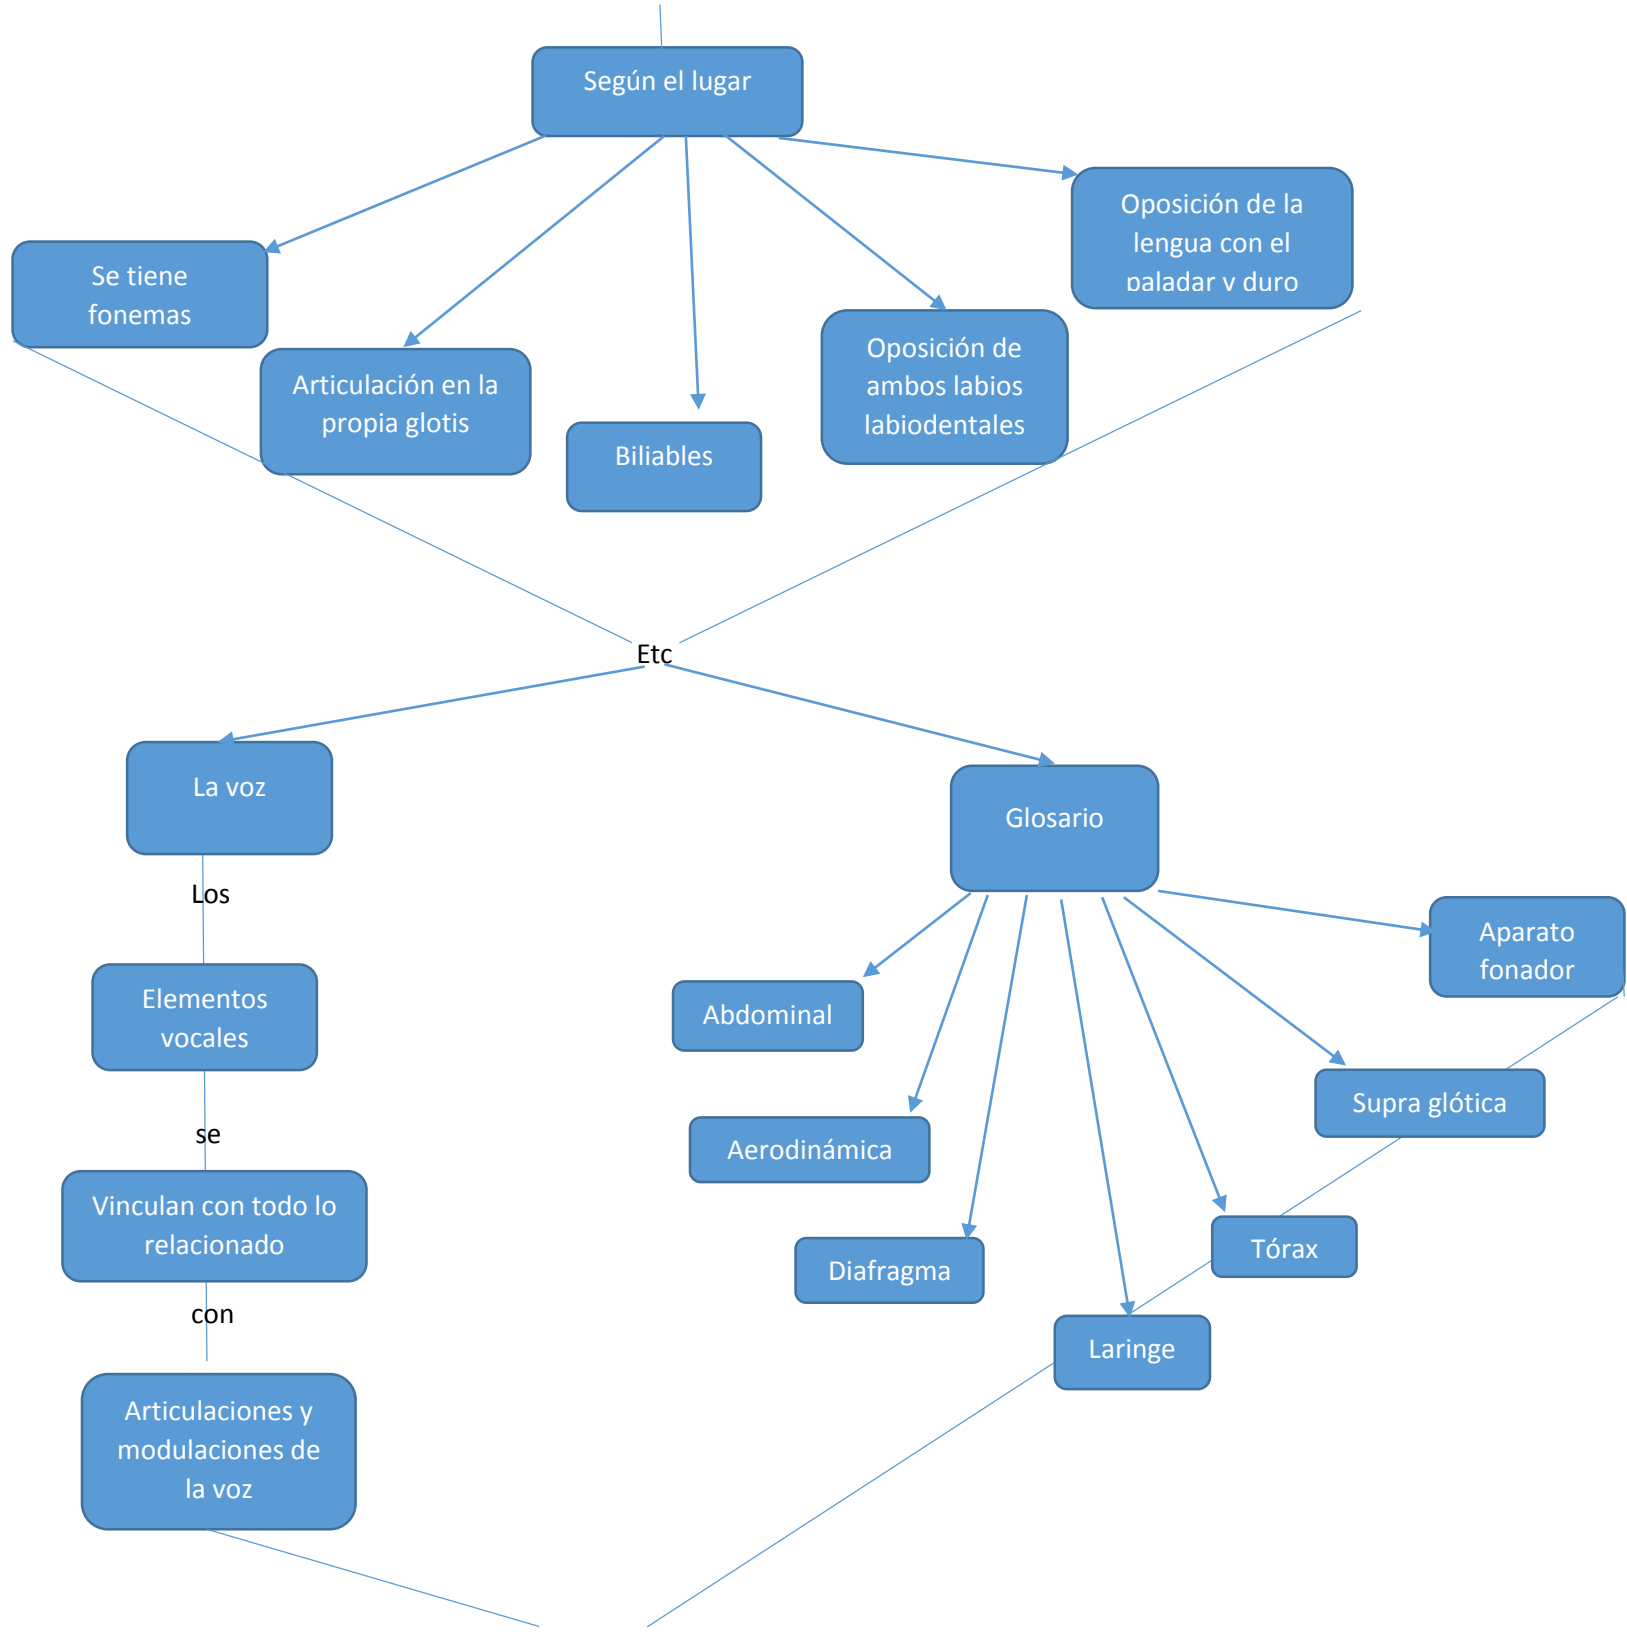 Según el lugar
Oposición de la
lengua con el
paladar y duro
Se tiene
fonemas
Articulación en la
propia glotis
Biliables
Oposición de
ambos labios
labiodentales
Etc
La voz
Glosario
Los
Elementos
vocales
se
Vinculan con todo lo
relacionado
con
Articulaciones y
modulaciones de
la voz
Abdominal
Aerodinámica
Diafragma
Laringe
Tórax
Supra glótica
Aparato
fonador